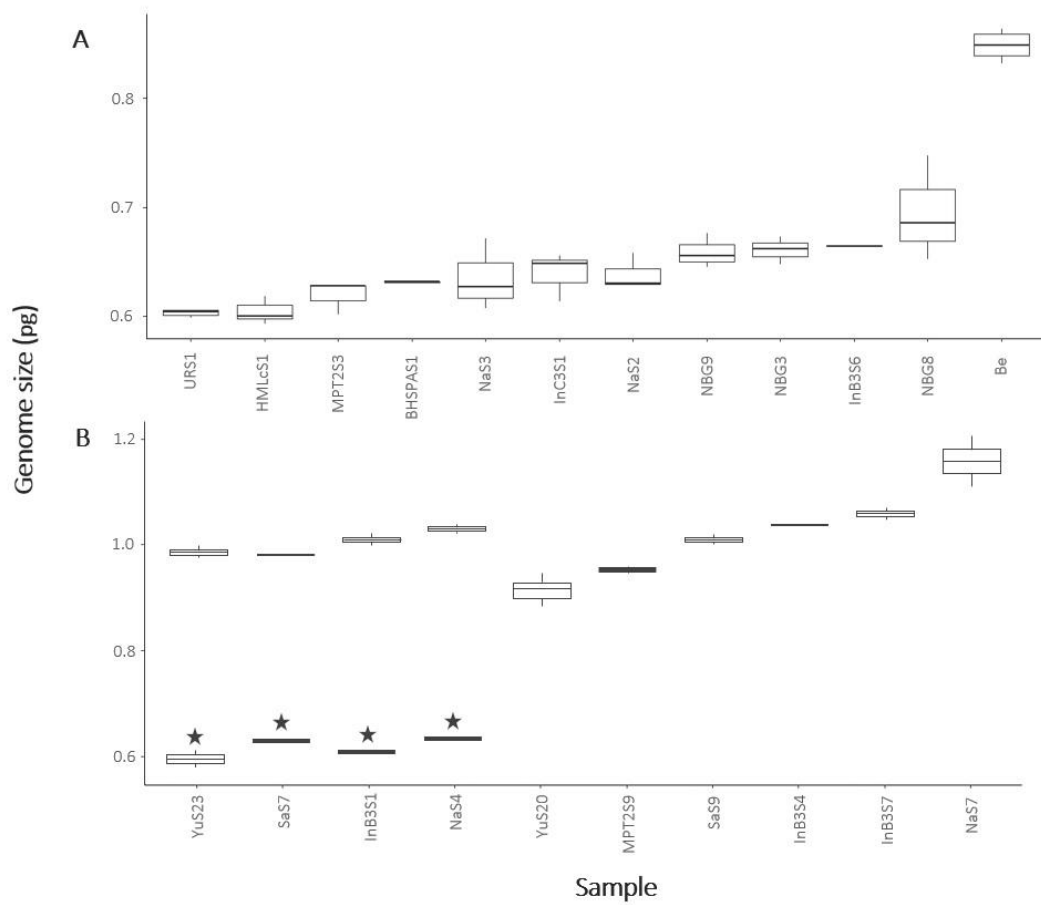 A
0.8
0.7
0.6
URS1
HMLcS1
MPT2S3
BHSPAS1
NaS3
InC3S1
NaS2
NBG9
NBG3
InB3S6
NBG8
Be
Genome size (pg)
B
1.2
1.0
0.8
0.6
YuS23
SaS7
InB3S1
NaS4
YuS20
MPT2S9
SaS9
InB3S4
InB3S7
NaS7
Sample